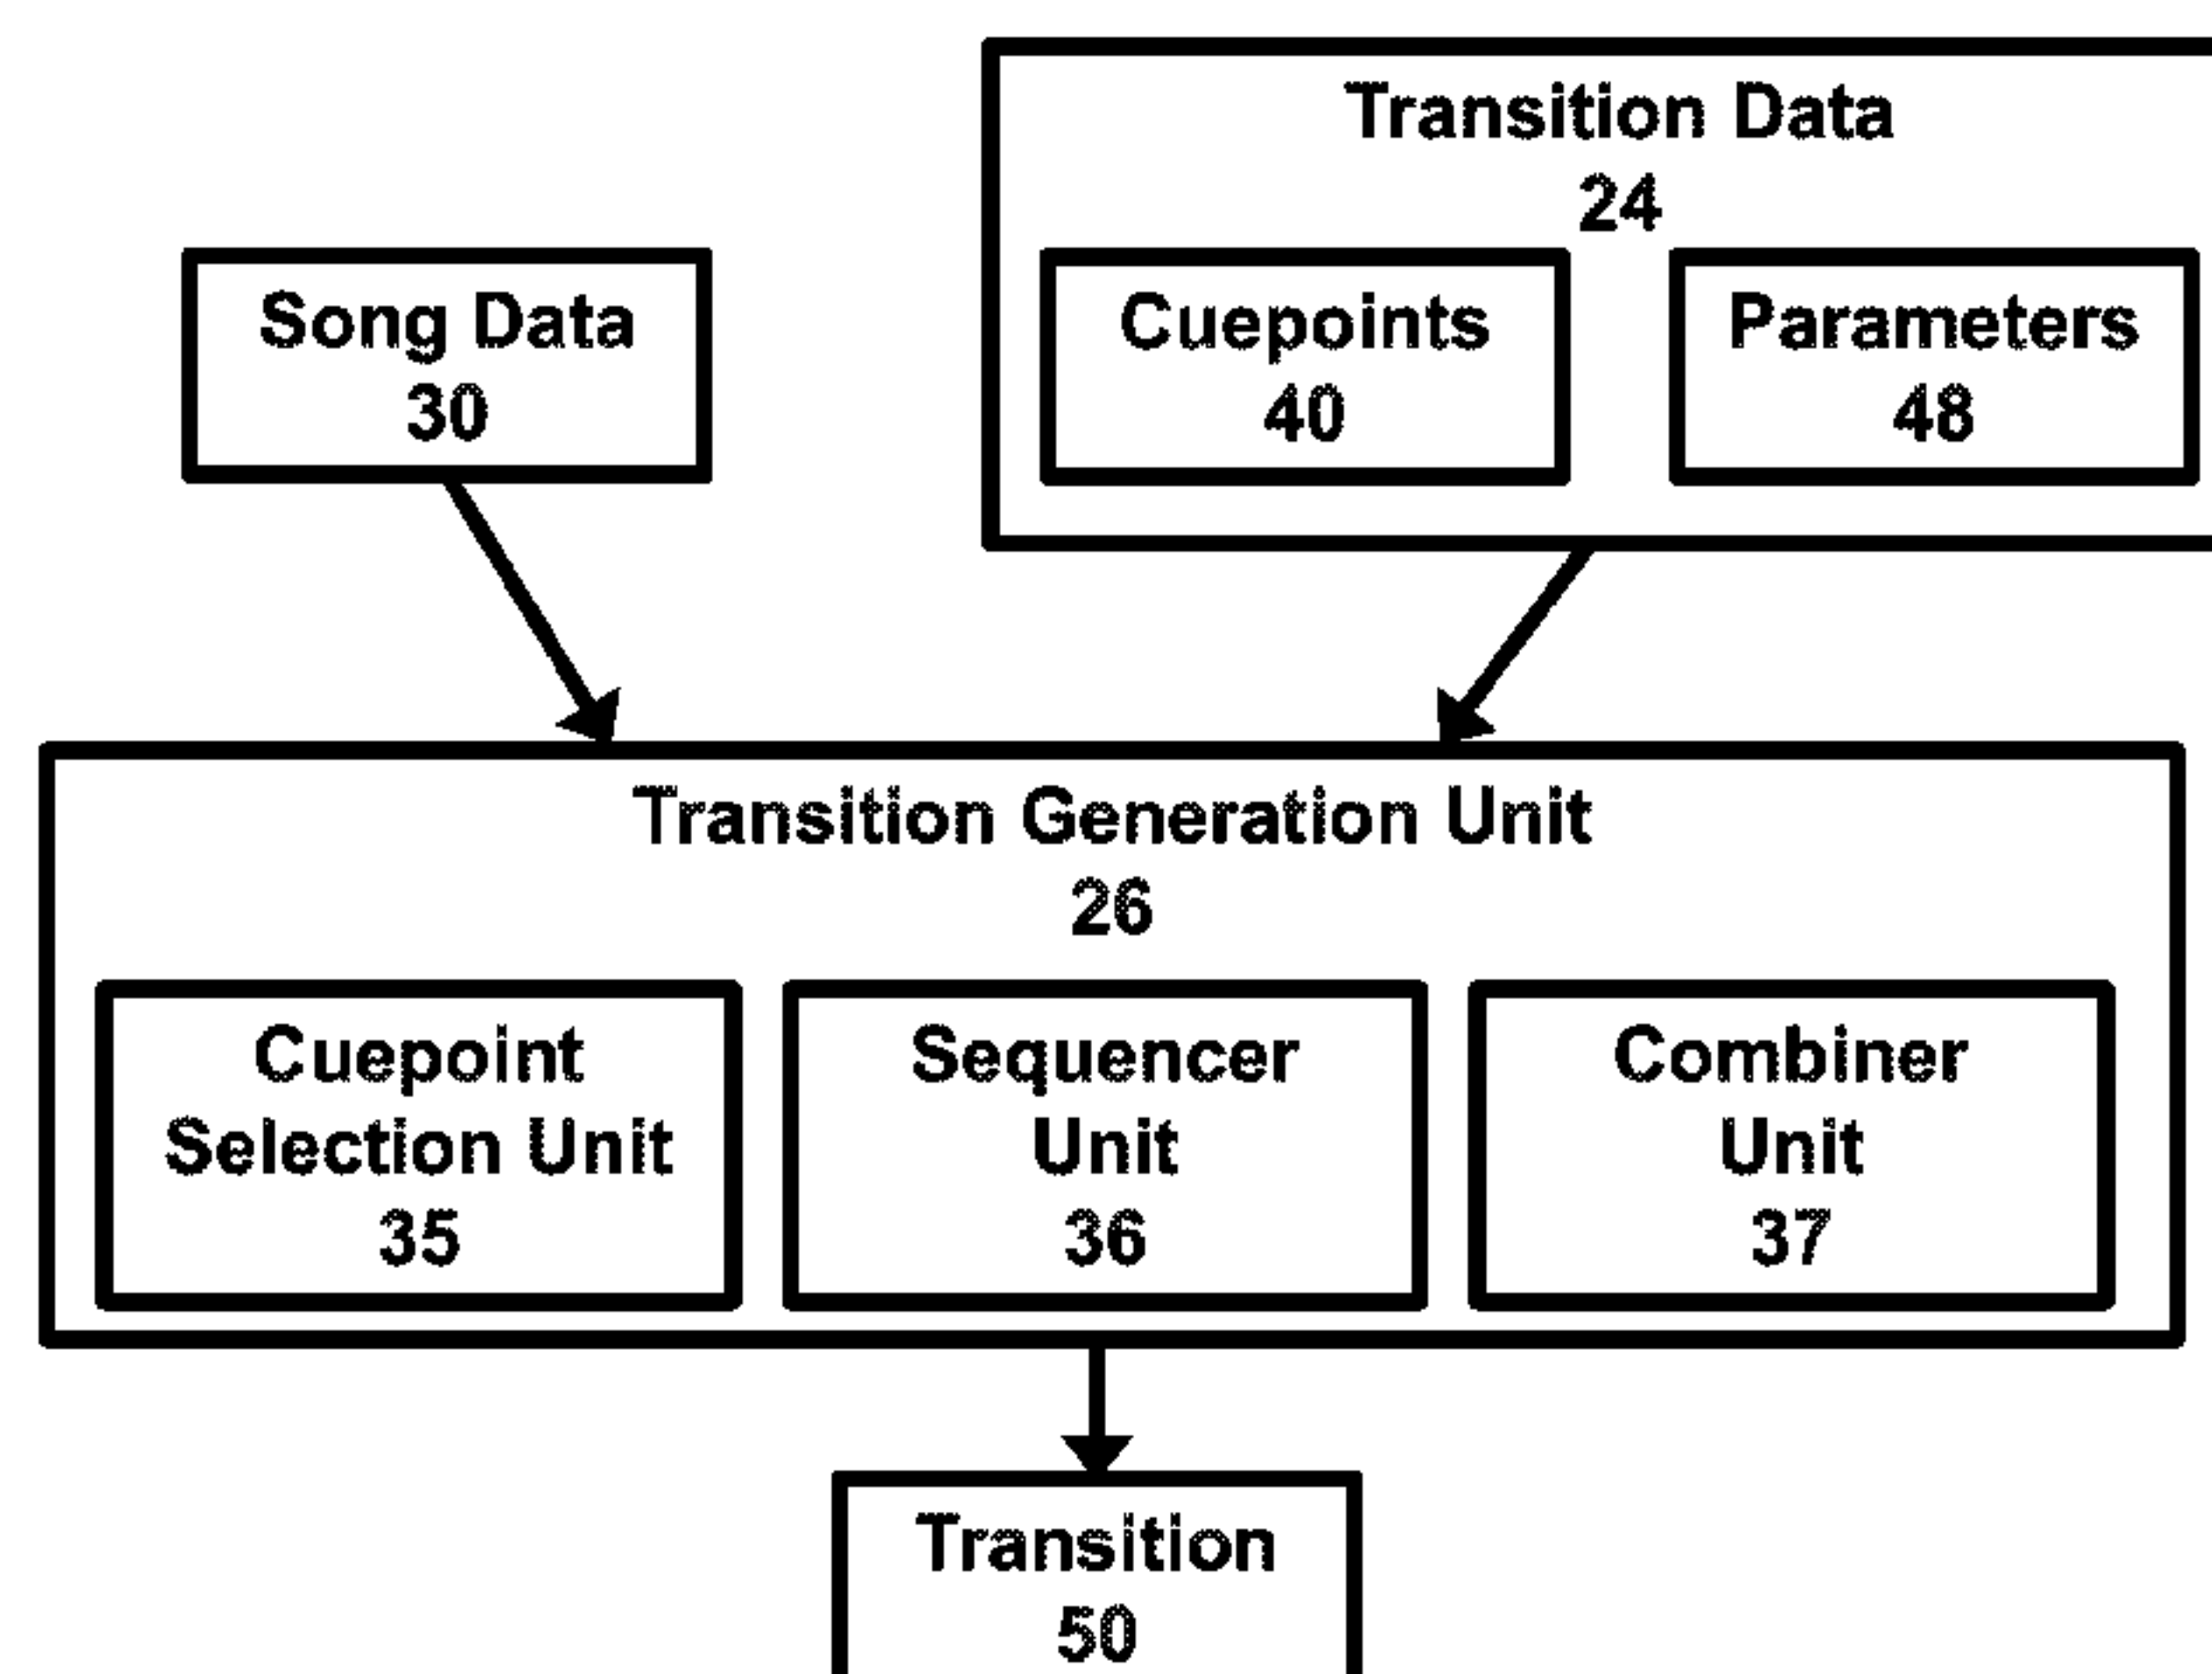 Transition Data
24
Song Data
30
Cuepoints
40
Parameters
48
Transition Generation Unit
26
Cuepoint
Selection Unit
35
Sequencer
Unit
36
Combiner
Unit
37
Transition
50